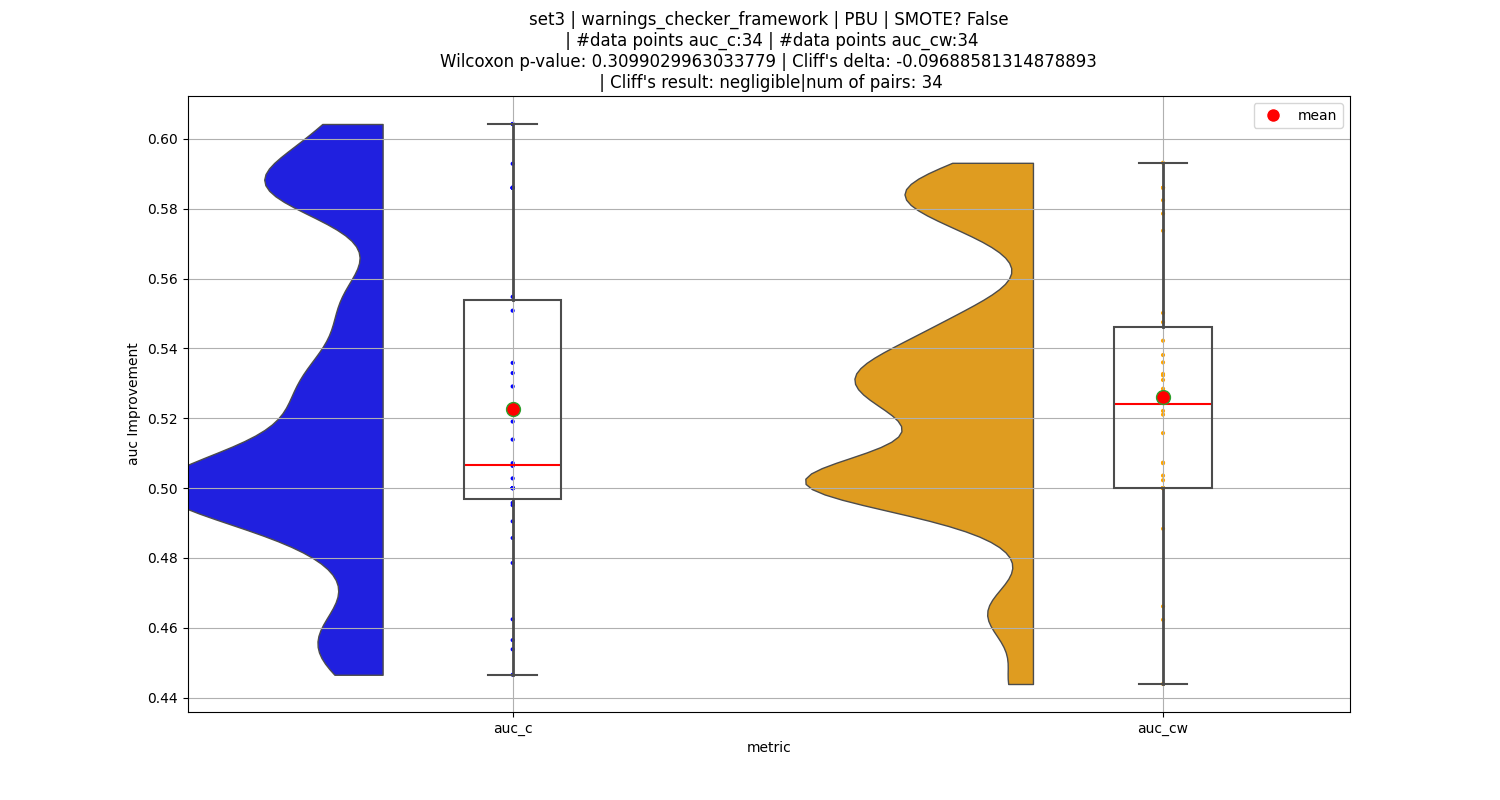 set3 | warnings_checker_framework | PBU | SMOTE? False
| #data points auc_c:34 | #data points auc_cw:34
Wilcoxon p-value: 0.3099029963033779 | Cliff's delta: -0.09688581314878893
| Cliff's result: negligible|num of pairs: 34
mean
0.60
0.58
0.56
0.54
0.52
0.50
0.48
0.46
0.44
auc Improvement
auc_c
auc_cw
metric